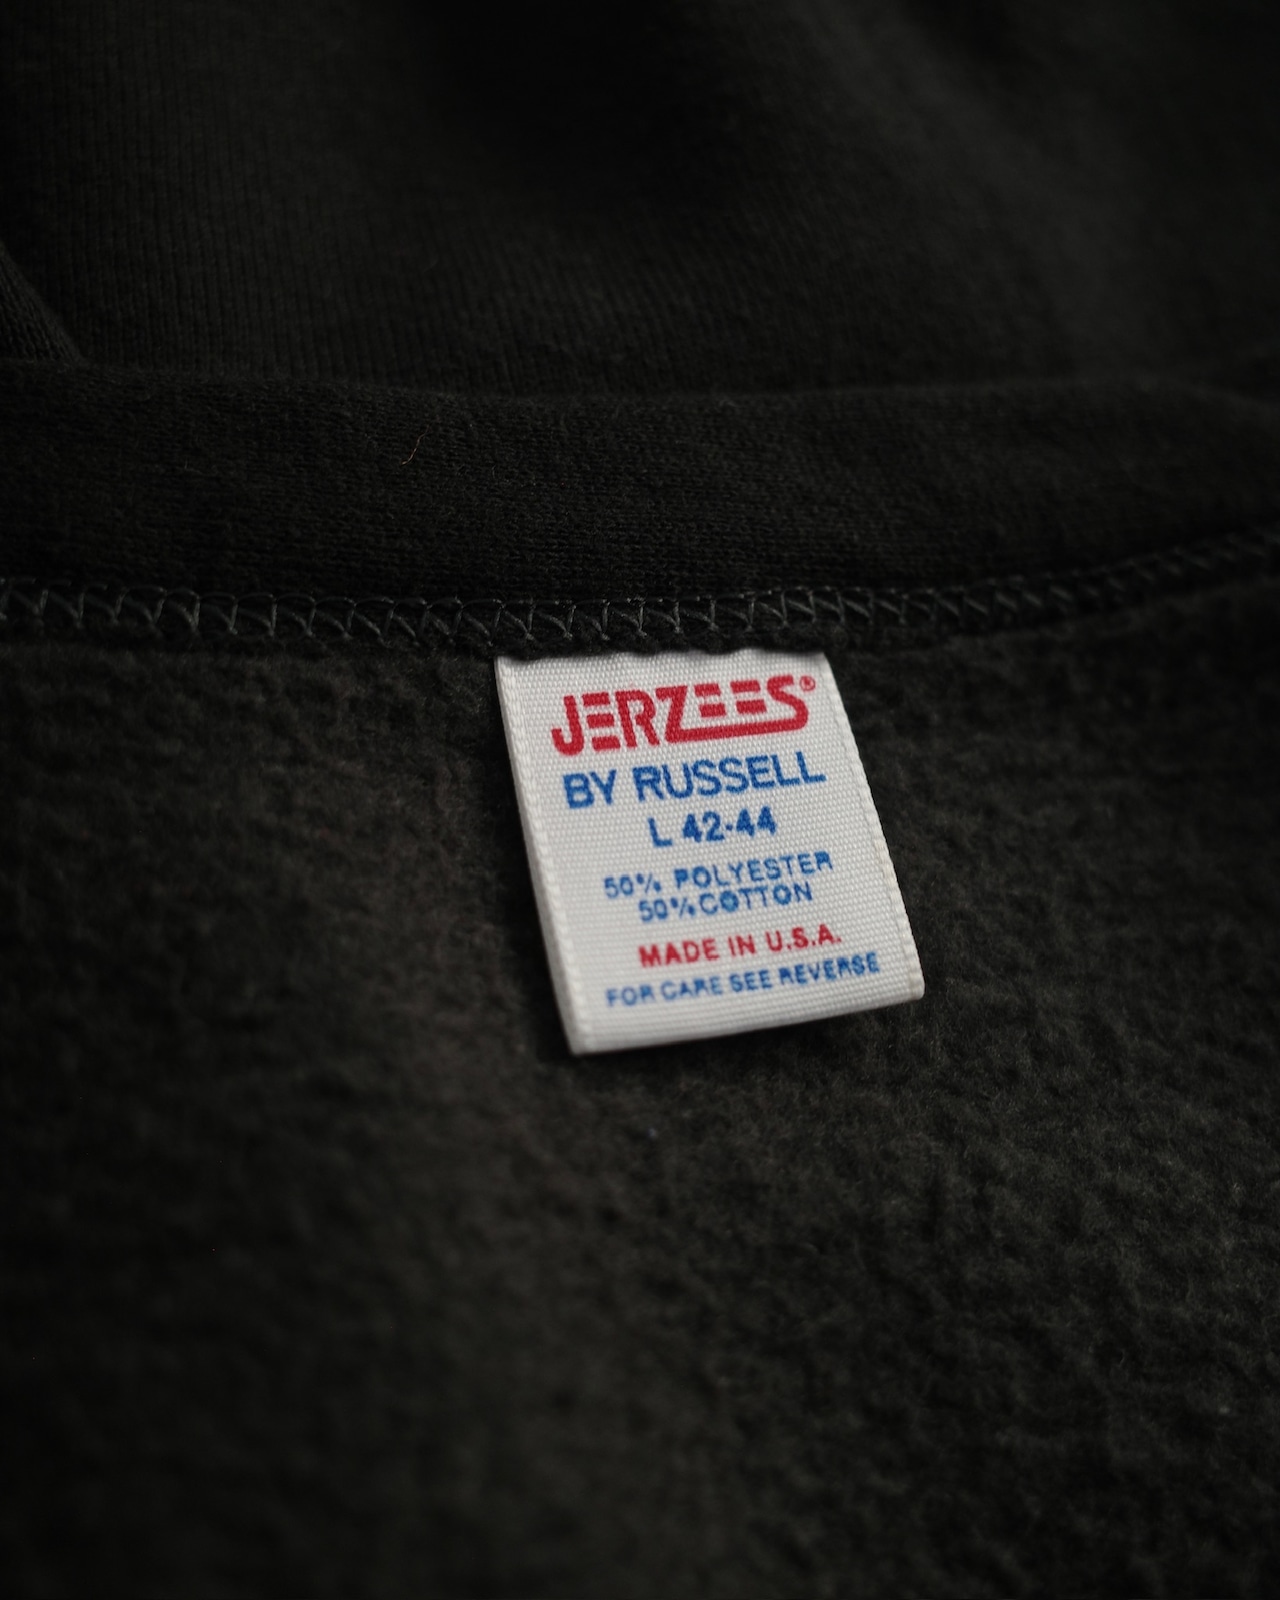 JERZEES®
BY RUSSELL
L 42-44
50% POLYESTER
50% COTTON
MADE IN U.S.A.
FOR CARE SEE REVERSE